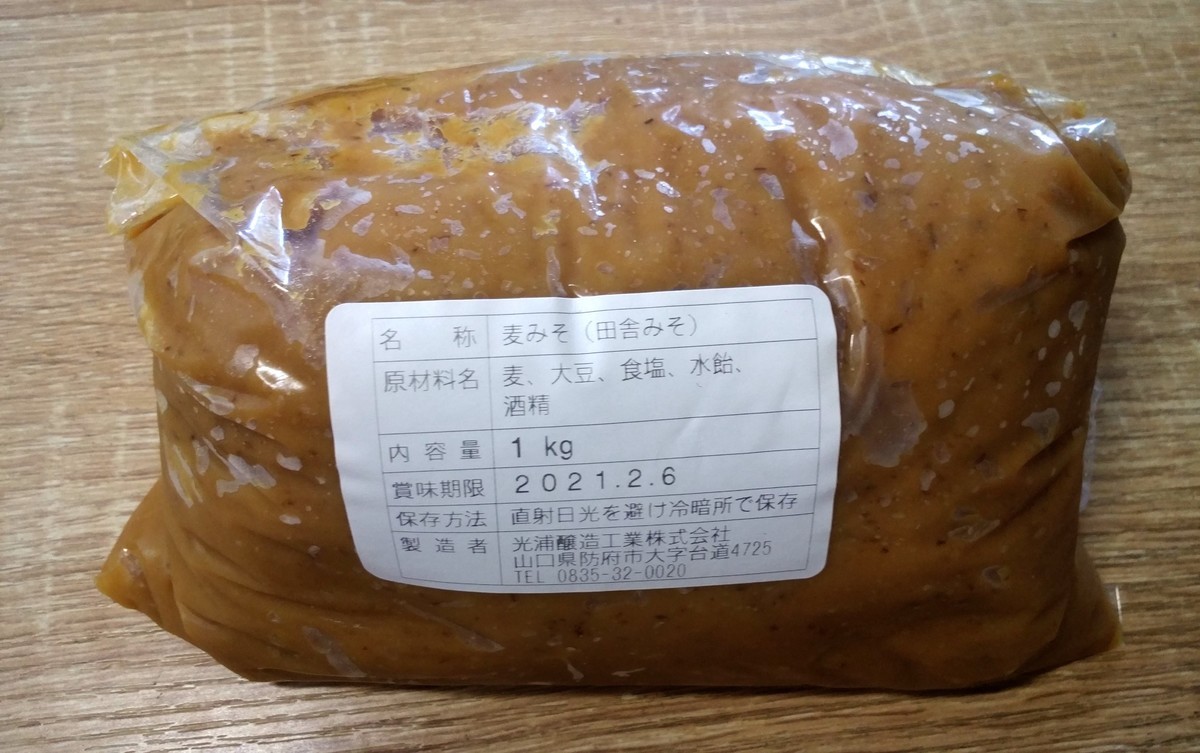 名称 麦みそ（田舎みそ）
原材料名 麦、大豆、食塩、水飴、
酒精
内容量 1 kg
賞味期限 2021.2.6
保存方法 直射日光を避け冷暗所で保存
製造者 光浦醸造工業株式会社
山口県防府市大字台道4725
TEL 0835-32-0020